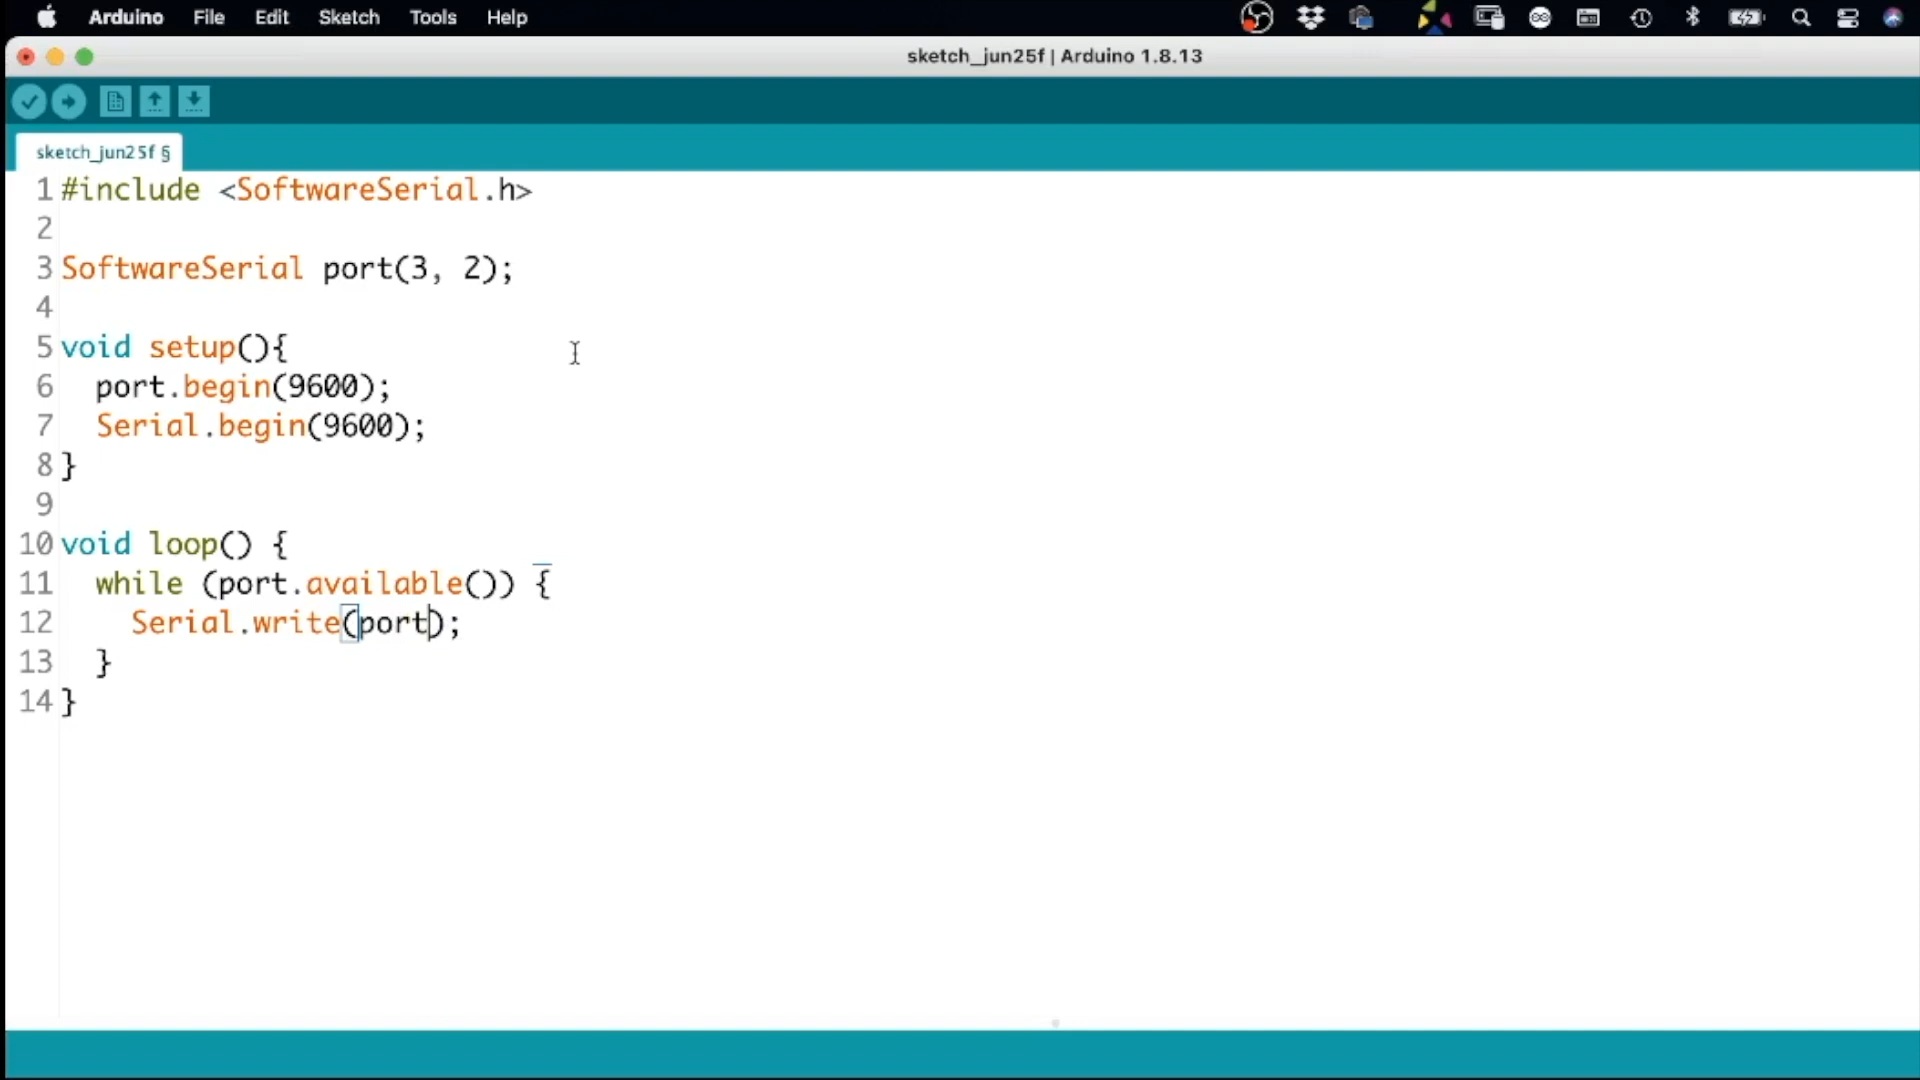 Arduino File Edit Sketch Tools Help
sketch_jun25f | Arduino 1.8.13
sketch_jun25f §
1 #include <SoftwareSerial.h>
2
3 SoftwareSerial port(3, 2);
4
5 void setup(){
6   port.begin(9600);
7   Serial.begin(9600);
8 }
9
10 void loop() {
11   while (port.available()) {
12     Serial.write(port);
13   }
14 }